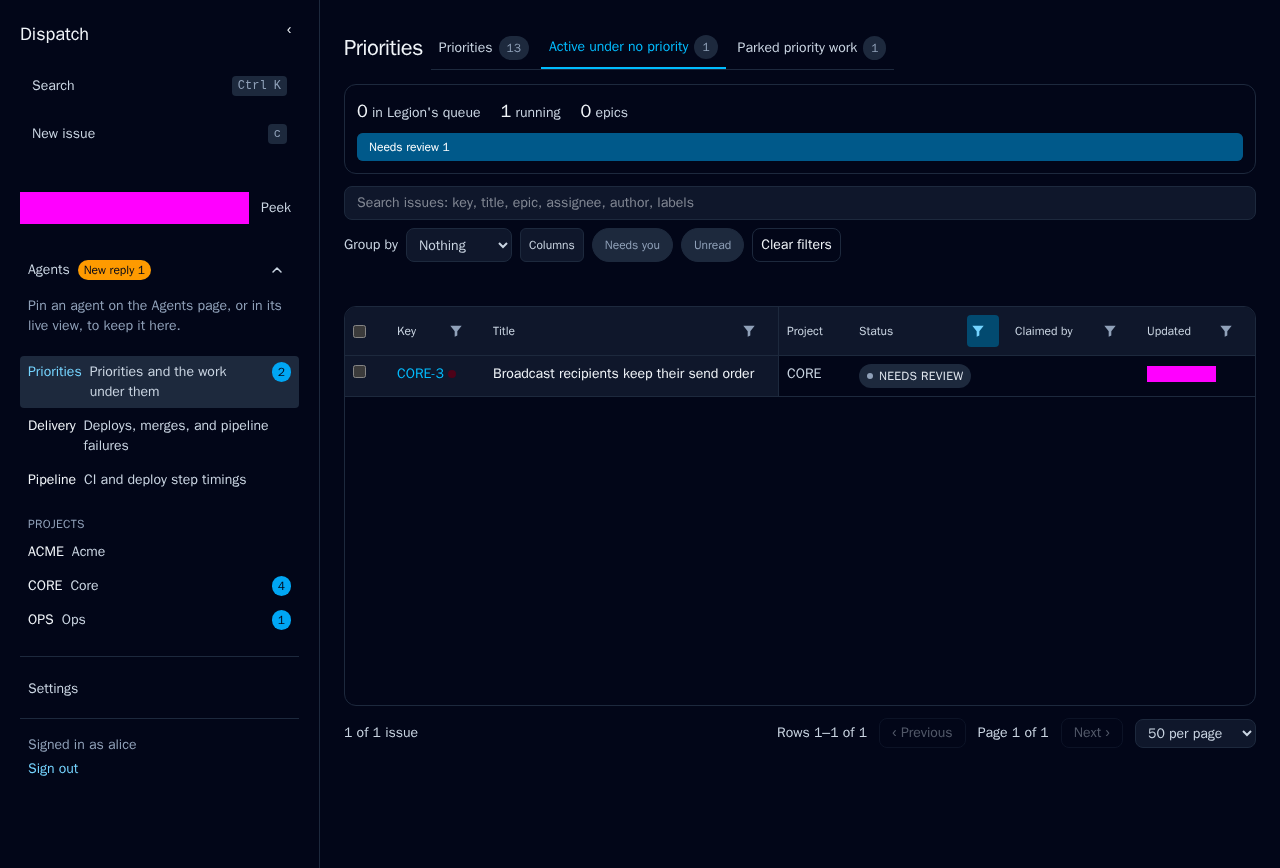 Dispatch
‹
Search
Ctrl K
New issue
C
Peek
Agents
New reply 1
Pin an agent on the Agents page, or in its
live view, to keep it here.
Priorities
Priorities and the work
under them
2
Delivery
Deploys, merges, and pipeline
failures
Pipeline
CI and deploy step timings
PROJECTS
ACME
Acme
CORE
Core
4
OPS
Ops
1
Settings
Signed in as alice
Sign out
Priorities
Priorities 13
Active under no priority 1
Parked priority work 1
0 in Legion's queue
1 running
0 epics
Needs review 1
Search issues: key, title, epic, assignee, author, labels
Group by
Nothing
Columns
Needs you
Unread
Clear filters
Key
Title
Project
Status
Claimed by
Updated
CORE-3
Broadcast recipients keep their send order
CORE
NEEDS REVIEW
1 of 1 issue
Rows 1–1 of 1
‹ Previous
Page 1 of 1
Next ›
50 per page